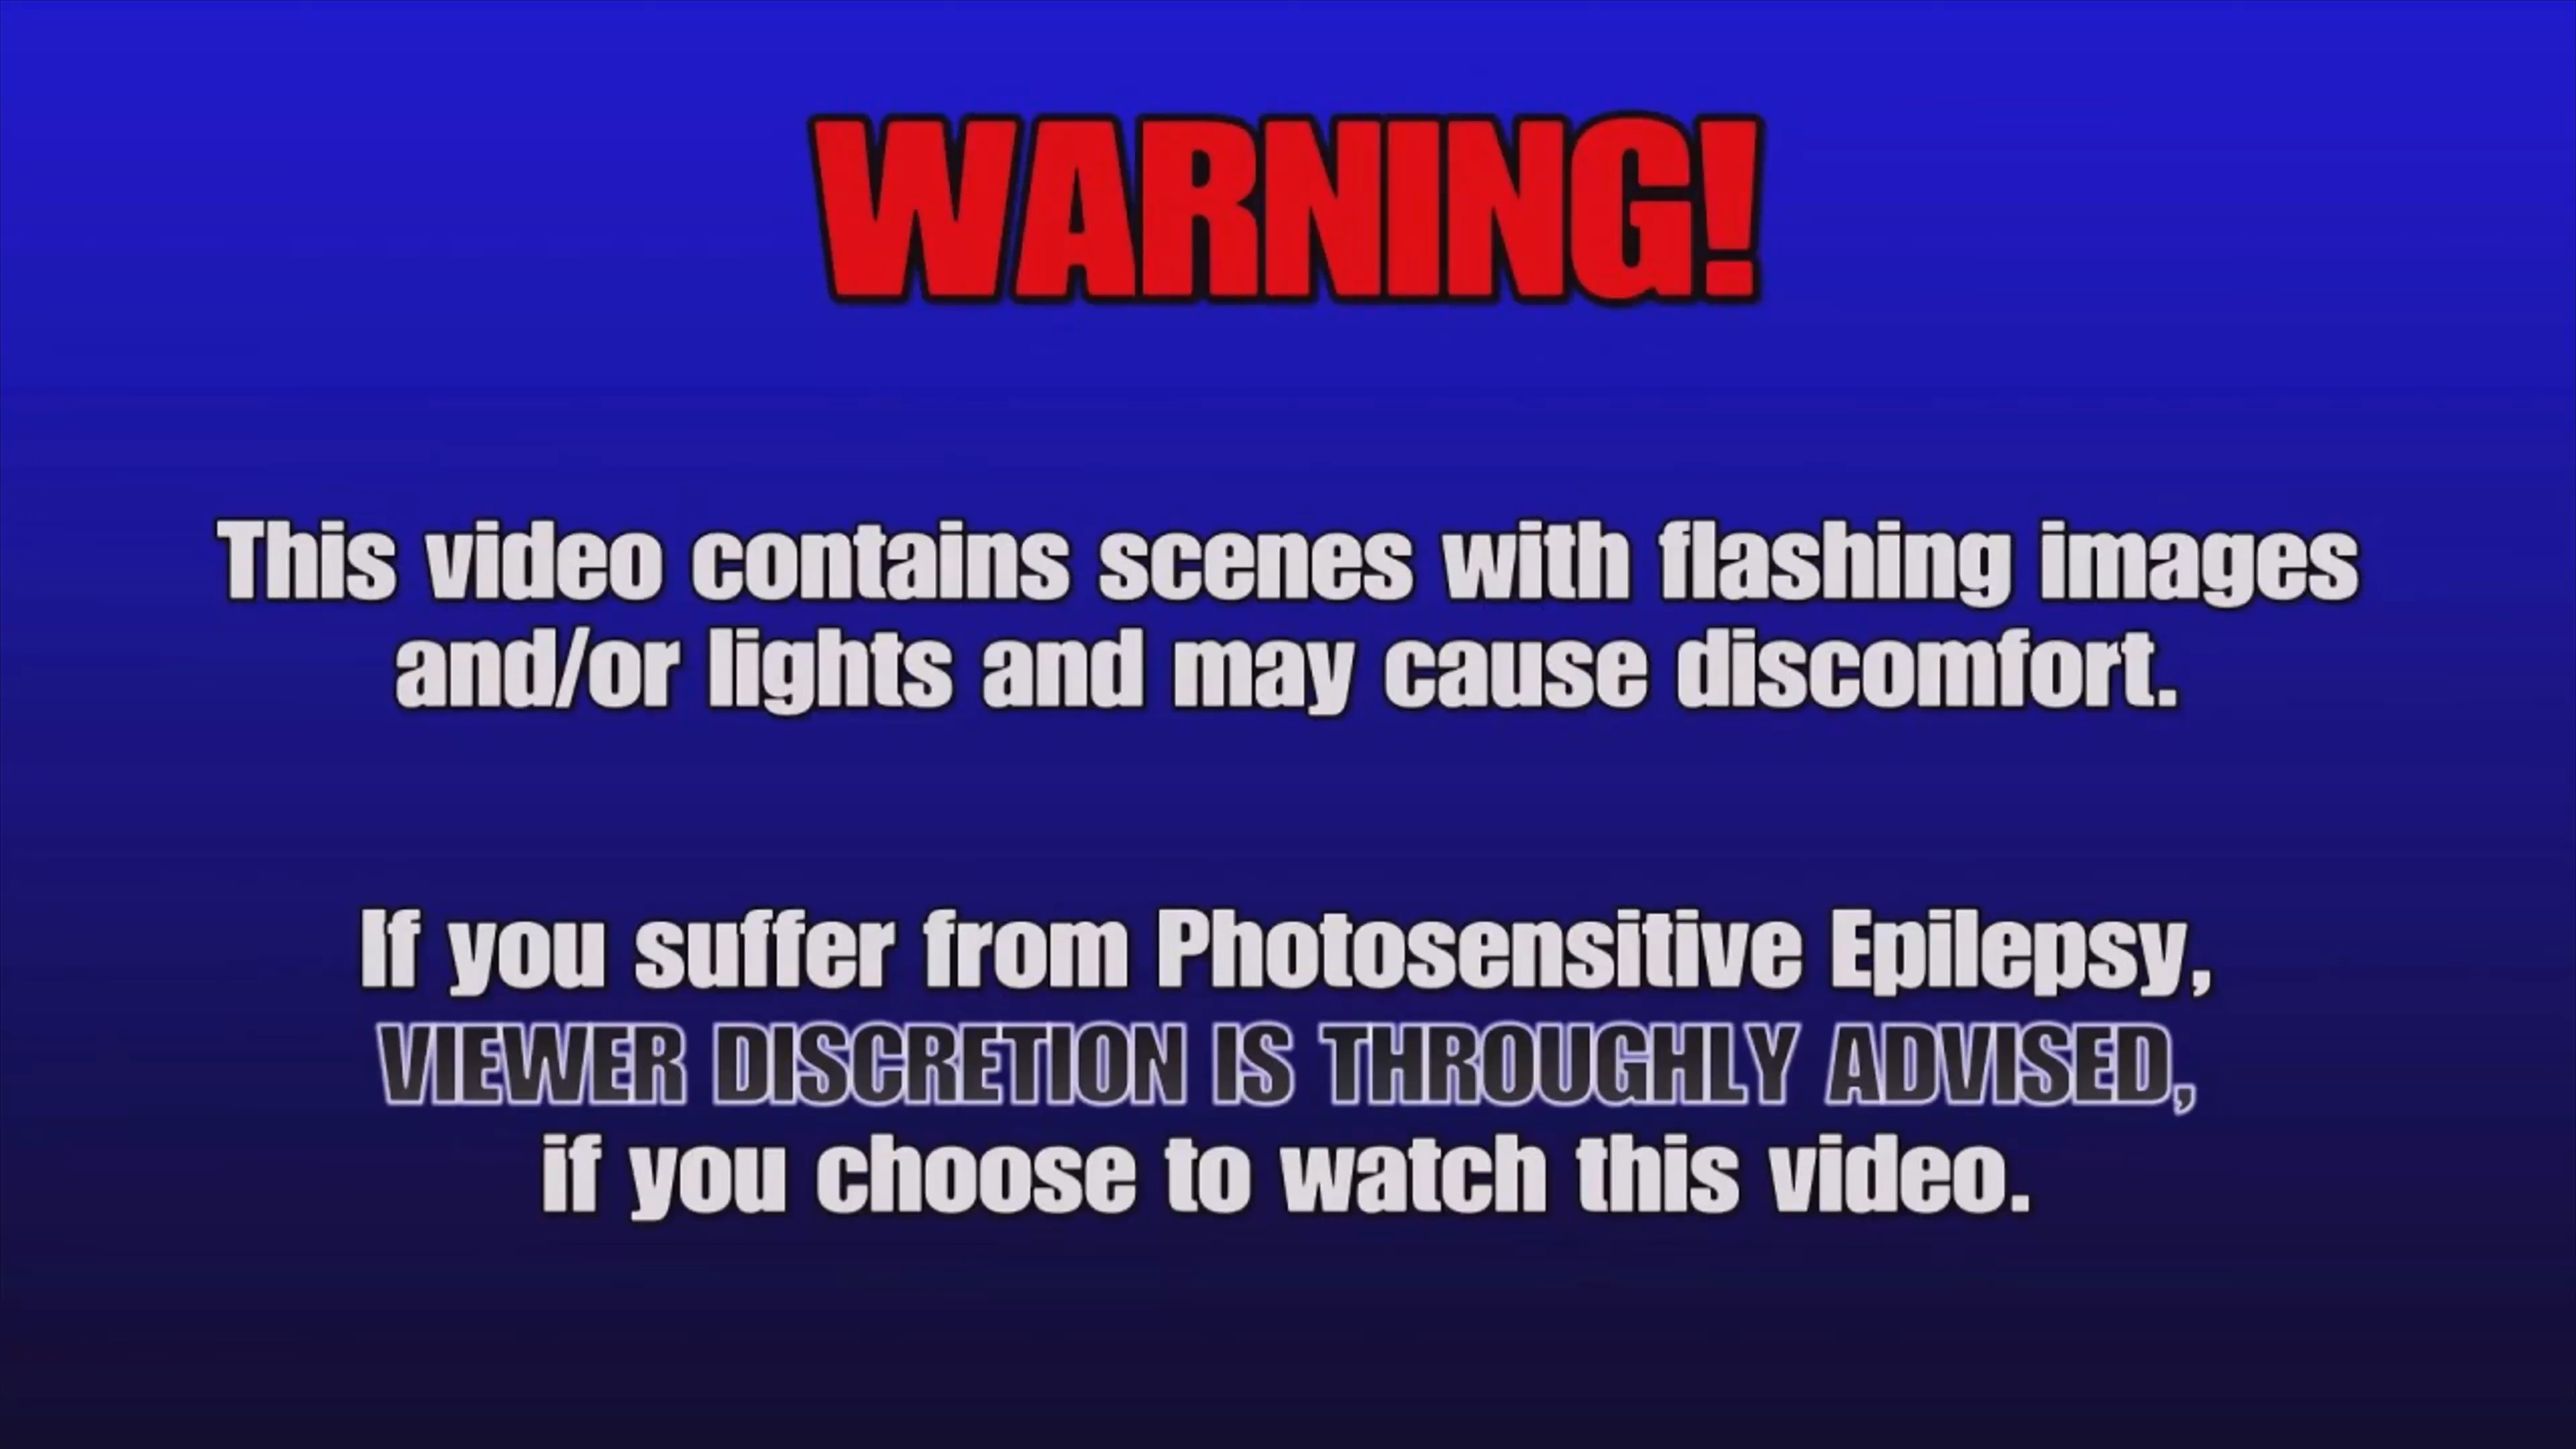 WARNING!
This video contains scenes with flashing images
and/or lights and may cause discomfort.
If you suffer from Photosensitive Epilepsy,
VIEWER DISCRETION IS THROUGHLY ADVISED,
if you choose to watch this video.